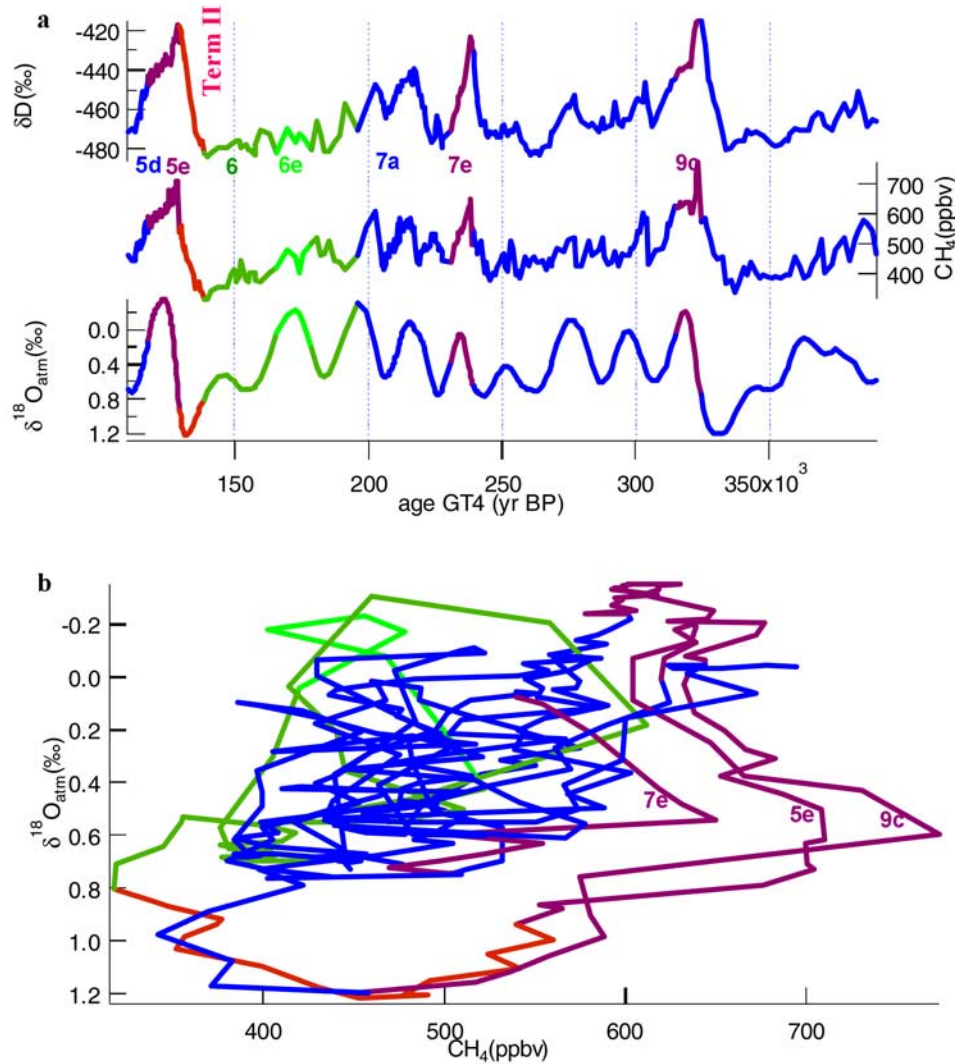 a
Term II
δD(‰)
-420
-440
-460
-480
5d 5e 6 6e 7a 7e 9c
700
600
500
400
CH4(ppbv)
δ18Oatm(‰)
0.0
0.4
0.8
1.2
150 200 250 300 350x10³
age GT4 (yr BP)
b
δ18Oatm(‰)
-0.2
0.0
0.2
0.4
0.6
0.8
1.0
1.2
7e 5e 9c
400 500 600 700
CH4(ppbv)